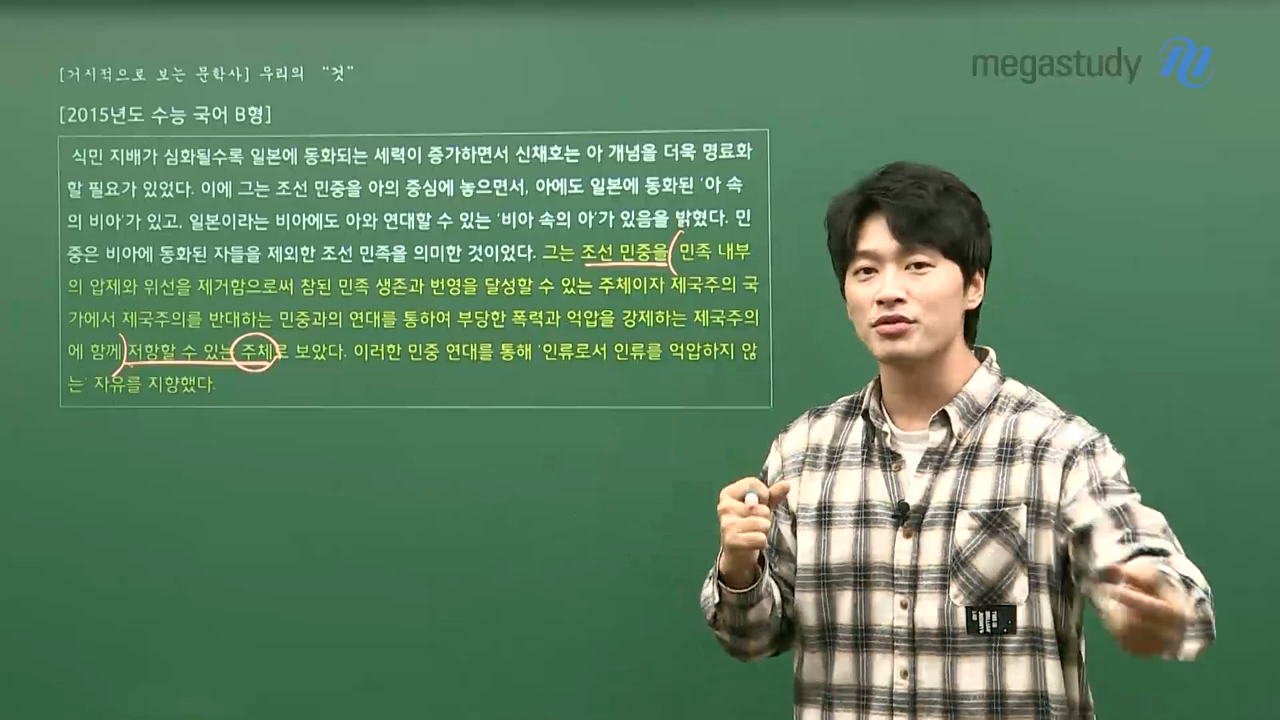 megastudy
[거시적으로 보는 문학사] 우리의 “것”
[2015년도 수능 국어 B형]
식민 지배가 심화될수록 일본에 동화되는 세력이 증가하면서 신채호는 아 개념을 더욱 명료화
할 필요가 있었다. 이에 그는 조선 민중을 아의 중심에 놓으면서, 아에도 일본에 동화된 ‘아 속
의 비아’가 있고, 일본이라는 비아에도 아와 연대할 수 있는 ‘비아 속의 아’가 있음을 밝혔다. 민
중은 비아에 동화된 자들을 제외한 조선 민족을 의미한 것이었다. 그는 조선 민중을 민족 내부
의 압제와 위선을 제거함으로써 참된 민족 생존과 번영을 달성할 수 있는 주체이자 제국주의 국
가에서 제국주의를 반대하는 민중과의 연대를 통하여 부당한 폭력과 억압을 강제하는 제국주의
에 함께 저항할 수 있는 주체로 보았다. 이러한 민중 연대를 통해 ‘인류로서 인류를 억압하지 않
는’ 자유를 지향했다.